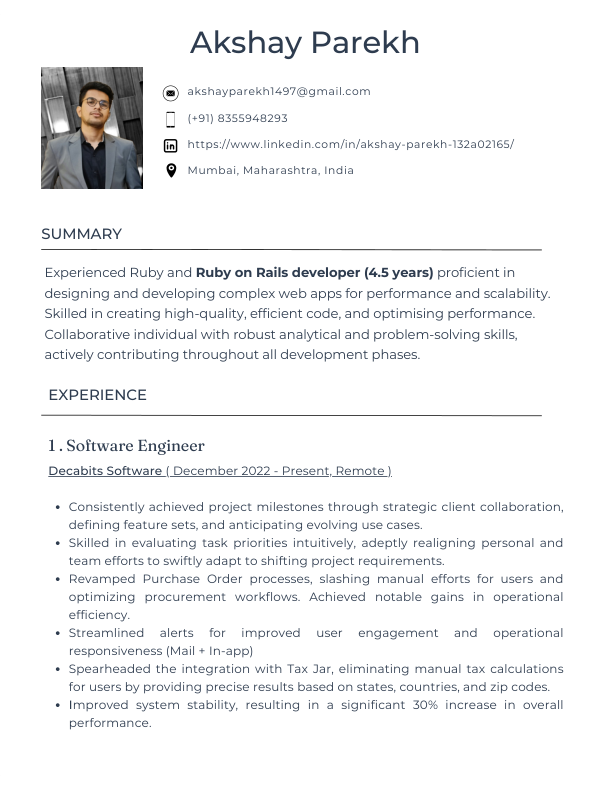 Akshay Parekh
akshayparekh1497@gmail.com
(+91) 8355948293
https://www.linkedin.com/in/akshay-parekh-132a02165/
Mumbai, Maharashtra, India
SUMMARY
Experienced Ruby and Ruby on Rails developer (4.5 years) proficient in
designing and developing complex web apps for performance and scalability.
Skilled in creating high-quality, efficient code, and optimising performance.
Collaborative individual with robust analytical and problem-solving skills,
actively contributing throughout all development phases.
EXPERIENCE
1. Software Engineer
Decabits Software ( December 2022 - Present, Remote )
• Consistently achieved project milestones through strategic client collaboration,
defining feature sets, and anticipating evolving use cases.
• Skilled in evaluating task priorities intuitively, adeptly realigning personal and
team efforts to swiftly adapt to shifting project requirements.
• Revamped Purchase Order processes, slashing manual efforts for users and
optimizing procurement workflows. Achieved notable gains in operational
efficiency.
• Streamlined alerts for improved user engagement and operational
responsiveness (Mail + In-app)
• Spearheaded the integration with Tax Jar, eliminating manual tax calculations
for users by providing precise results based on states, countries, and zip codes.
• Improved system stability, resulting in a significant 30% increase in overall
performance.